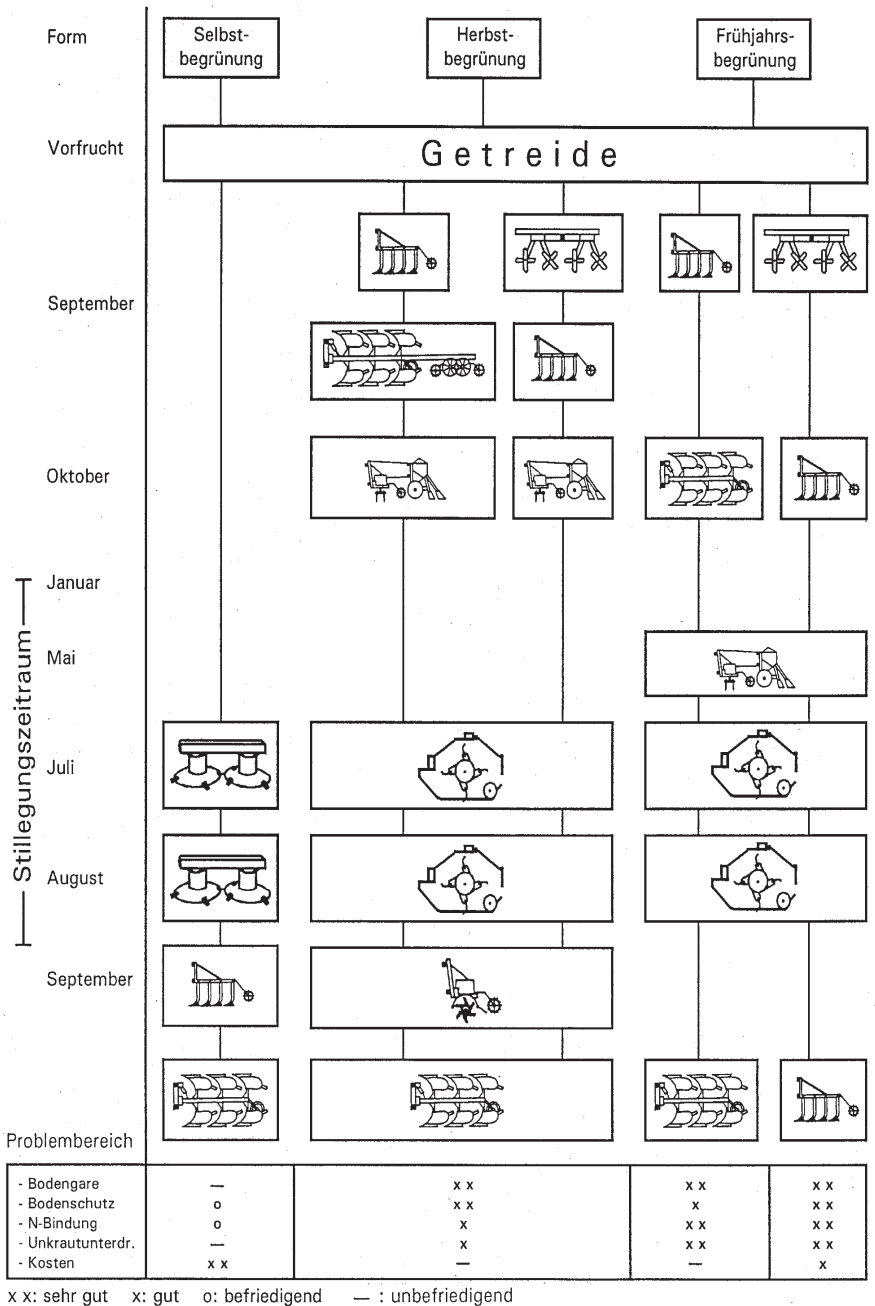 Form
Selbst-
begrünung
Herbst-
begrünung
Frühjahrs-
begrünung
Vorfrucht
Getreide
September
Oktober
Stillegungszeitraum
Januar
Mai
Juli
August
September
Problembereich
- Bodengare — x x x x x x
- Bodenschutz o x x x x x
- N-Bindung o x x x x x
- Unkrautunterdr. — x x x x x
- Kosten x x — — x
x x: sehr gut x: gut o: befriedigend — : unbefriedigend